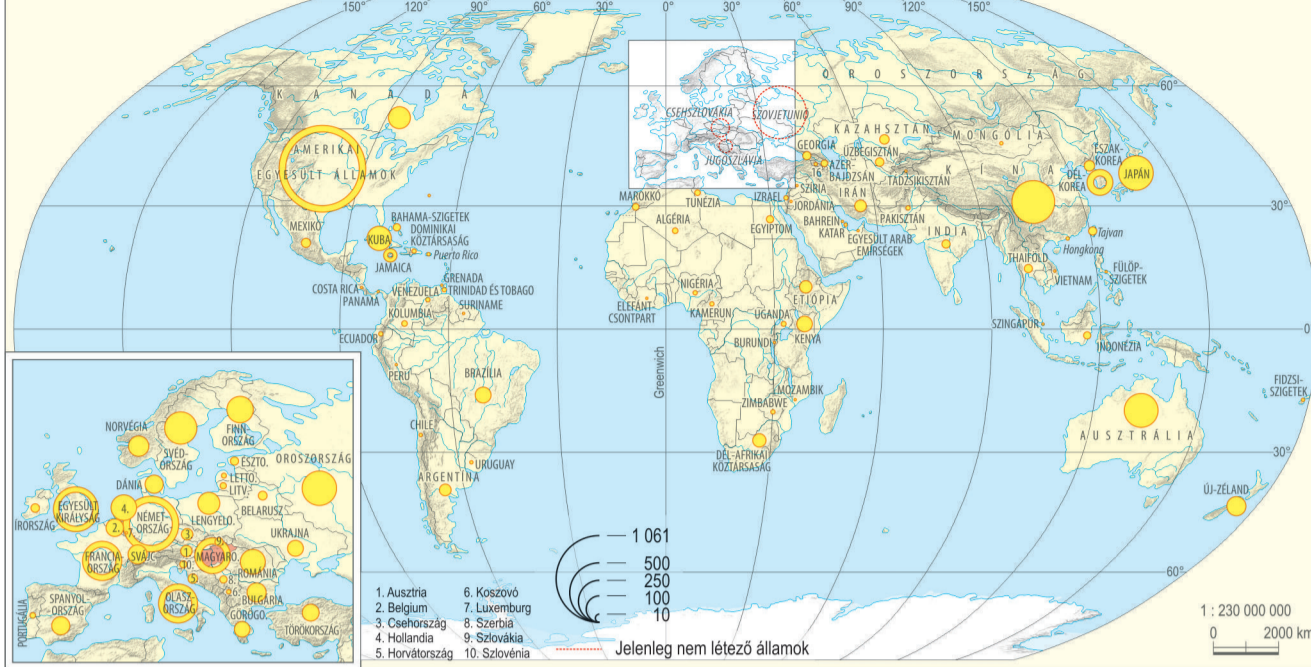 150° 120° 90° 60° 30° 0° 30° 60° 90° 120° 150°
OROSZORSZÁG
60°
KANADA
CSEHSZLOVÁKIA
SZOVJETUNIÓ
JUGOSZLÁVIA
KAZAHSZTÁN
MONGÓLIA
GEORGIA
ÜZBEGISZTÁN
ÉSZAK-
KOREA
AMERIKAI
EGYESÜLT ÁLLAMOK
16
AZER-
BAJDZSÁN
TÁDZSIKISZTÁN
KÍNA
DÉL-
KOREA
JAPÁN
MAROKKÓ
TUNÉZIA
IZRAEL
SZÍRIA
JORDÁNIA
IRÁN
PAKISZTÁN
30°
MEXIKÓ
BAHAMA-SZIGETEK
DOMINIKAI
KÖZTÁRSASÁG
KUBA
JAMAICA
Puerto Rico
ALGÉRIA
EGYIPTOM
BAHREIN
KATAR
EGYESÜLT ARAB
EMÍRSÉGEK
INDIA
Tajvan
Hongkong
THAIFÖLD
VIETNAM
FÜLÖP-
SZIGETEK
COSTA RICA
PANAMA
GRENADA
TRINIDAD ÉS TOBAGO
VENEZUELA
SURINAME
KOLUMBIA
ECUADOR
NIGÉRIA
ELEFÁNT-
CSONTPART
KAMERUN
ETIÓPIA
UGANDA
KENYA
BURUNDI
SZINGAPÚR
INDONÉZIA
0°
Greenwich
PERU
BRAZÍLIA
MOZAMBIK
ZIMBABWE
FIDZSI-
SZIGETEK
CHILE
URUGUAY
ARGENTÍNA
DÉL-AFRIKAI
KÖZTÁRSASÁG
AUSZTRÁLIA
30°
ÚJ-ZÉLAND
60°
NORVÉGIA
SVÉD-
ORSZÁG
FINN-
ORSZÁG
ÉSZTO.
OROSZORSZÁG
LETTO.
LITV.
DÁNIA
BELARUSZ
ÍRORSZÁG
EGYESÜLT
KIRÁLYSÁG
4.
NÉMET-
ORSZÁG
LENGYELO.
2.
7.
3.
9.
UKRAJNA
FRANCIA-
ORSZÁG
SVÁJC
1.
MAGYARO.
10.
ROMÁNIA
5.
8.
6.
BULGÁRIA
PORTUGÁLIA
SPANYOL-
ORSZÁG
OLASZ-
ORSZÁG
GÖRÖGO.
TÖRÖKORSZÁG
1. Ausztria
2. Belgium
3. Csehország
4. Hollandia
5. Horvátország
6. Koszovó
7. Luxemburg
8. Szerbia
9. Szlovákia
10. Szlovénia
1 061
500
250
100
10
Jelenleg nem létező államok
1 : 230 000 000
0 2000 km